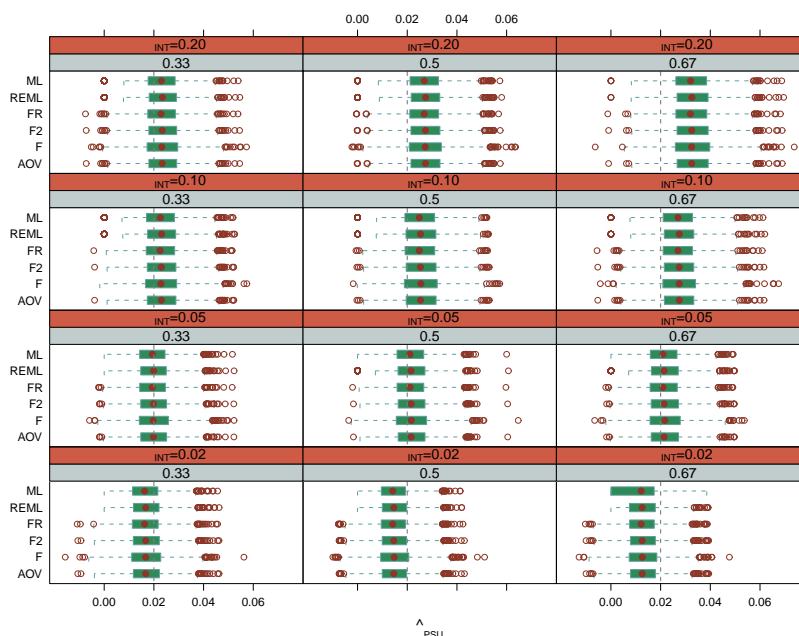 0.00 0.02 0.04 0.06
INT=0.20 INT=0.20 INT=0.20
0.33 0.5 0.67
ML
REML
FR
F2
F
AOV
INT=0.10 INT=0.10 INT=0.10
0.33 0.5 0.67
ML
REML
FR
F2
F
AOV
INT=0.05 INT=0.05 INT=0.05
0.33 0.5 0.67
ML
REML
FR
F2
F
AOV
INT=0.02 INT=0.02 INT=0.02
0.33 0.5 0.67
ML
REML
FR
F2
F
AOV
0.00 0.02 0.04 0.06 0.00 0.02 0.04 0.06
^
PSU